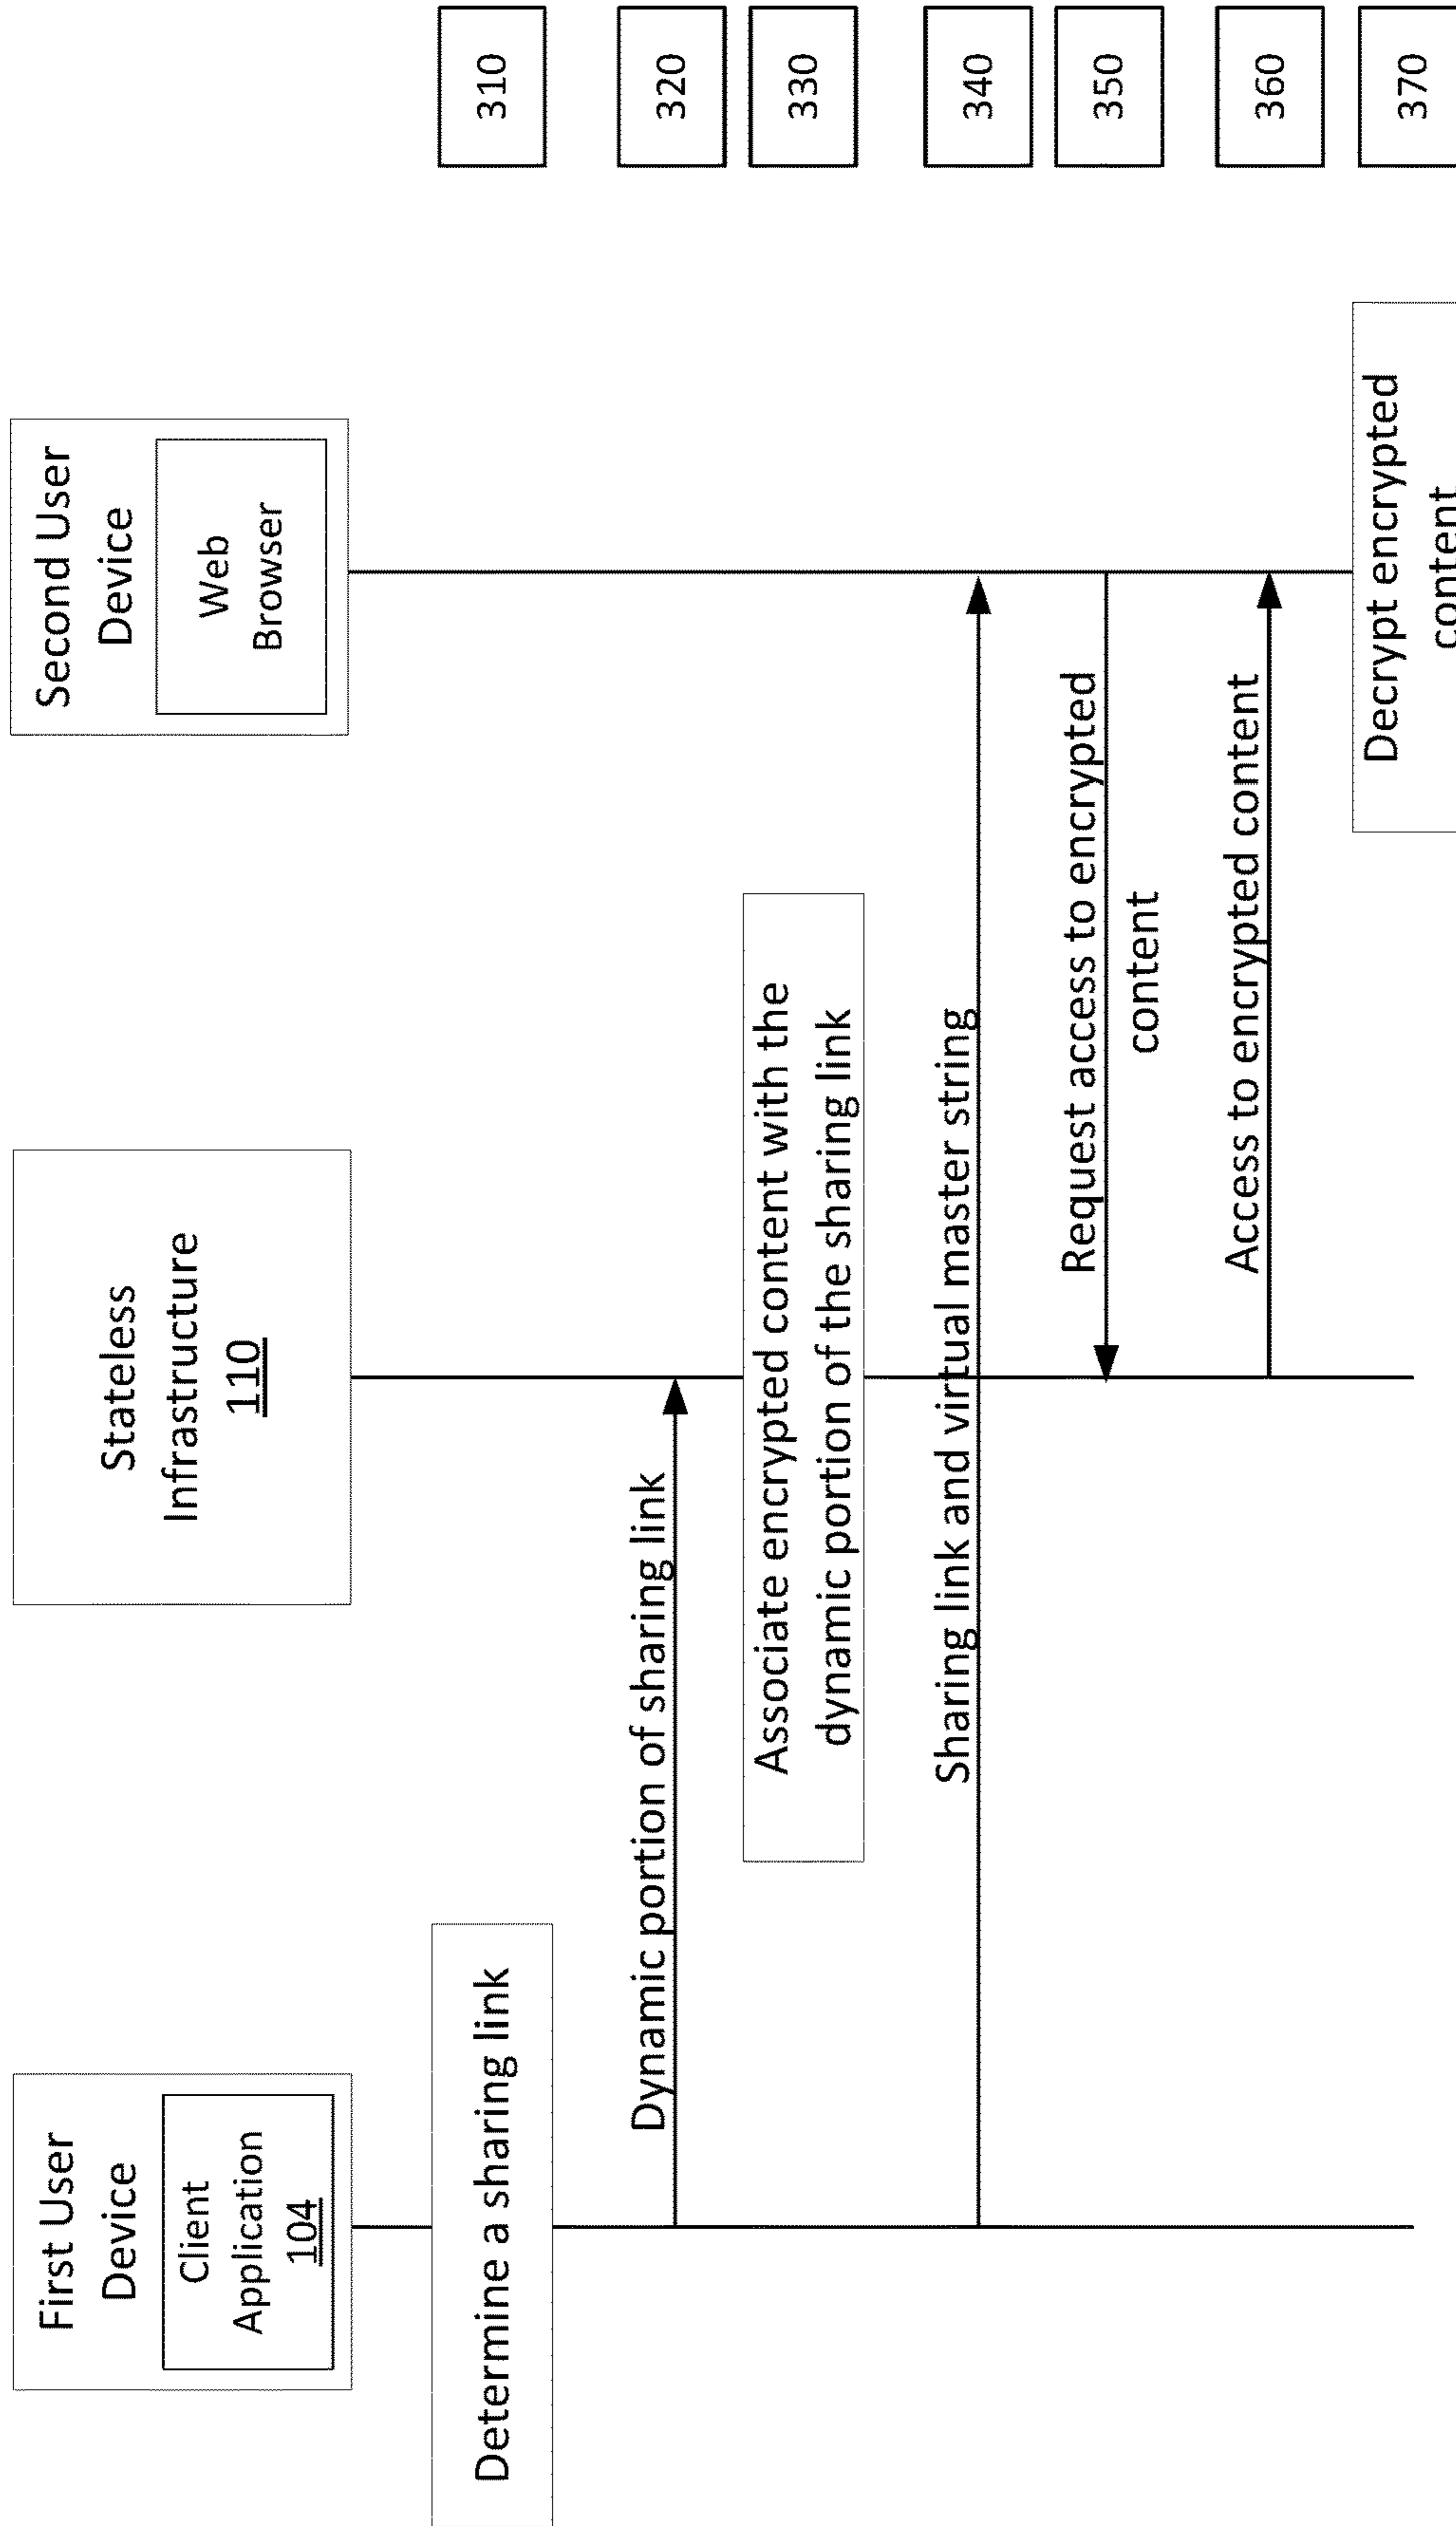 First User
Device
Client
Application
104
Stateless
Infrastructure
110
Second User
Device
Web
Browser
Determine a sharing link
310
Dynamic portion of sharing link
320
Associate encrypted content with the
dynamic portion of the sharing link
330
Sharing link and virtual master string
340
Request access to encrypted
content
350
Access to encrypted content
360
Decrypt encrypted
content
370